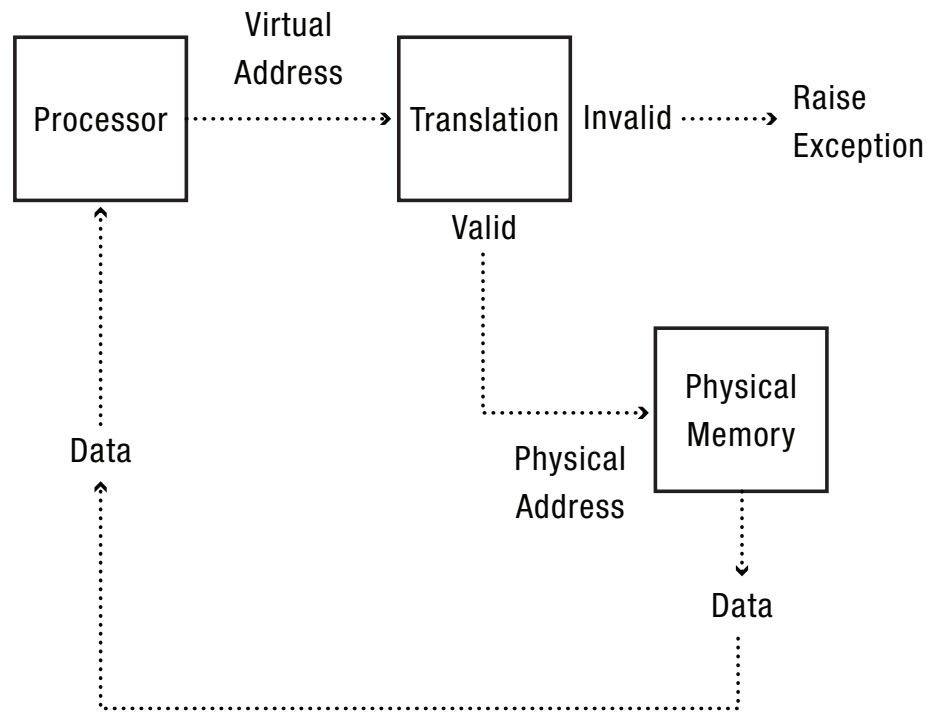 Virtual
Address
Processor
Translation
Invalid
Raise
Exception
Valid
Physical
Memory
Physical
Address
Data
Data